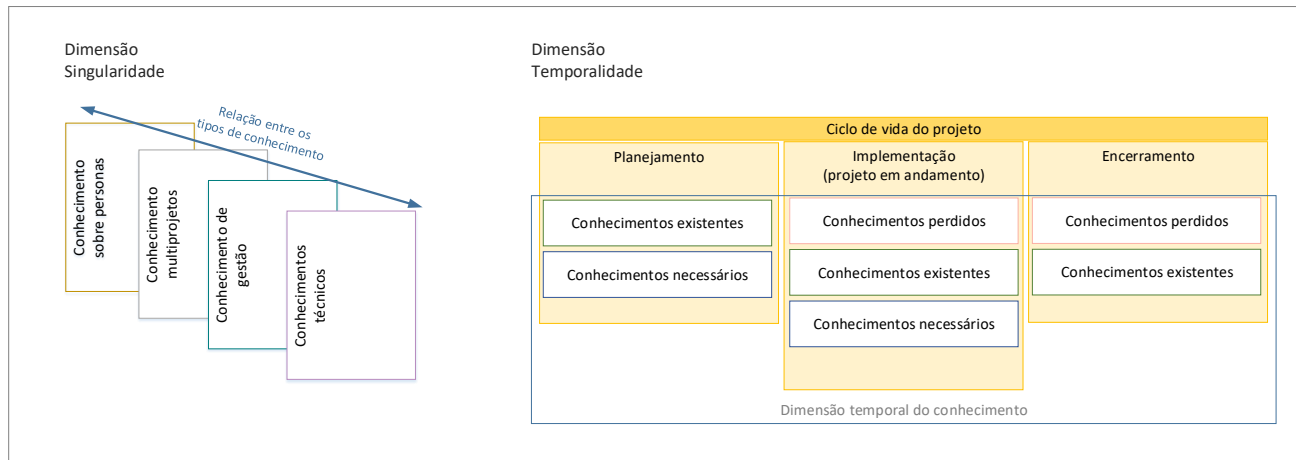 Dimensão
Singularidade
Relação entre os
tipos de conhecimento
Conhecimento
sobre personas
Conhecimento
multiprojetos
Conhecimento de
gestão
Conhecimentos
técnicos
Dimensão
Temporalidade
Ciclo de vida do projeto
Planejamento
Conhecimentos existentes
Conhecimentos necessários
Implementação
(projeto em andamento)
Conhecimentos perdidos
Conhecimentos existentes
Conhecimentos necessários
Encerramento
Conhecimentos perdidos
Conhecimentos existentes
Dimensão temporal do conhecimento